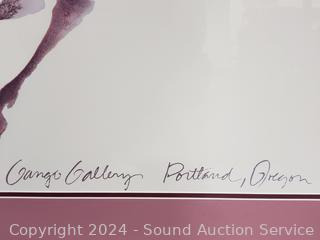 Gango Gallery Portland, Oregon
Copyright 2024 - Sound Auction Service